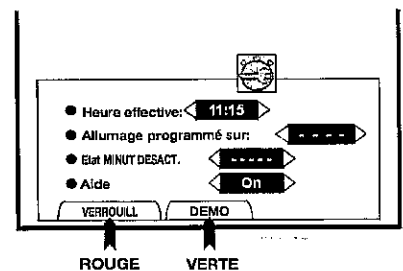 Heure effective: 11:15
Allumage programmé sur: - - - -
Etat MINUT DESACT. -----
Aide On
VERROUILL DEMO
ROUGE VERTE